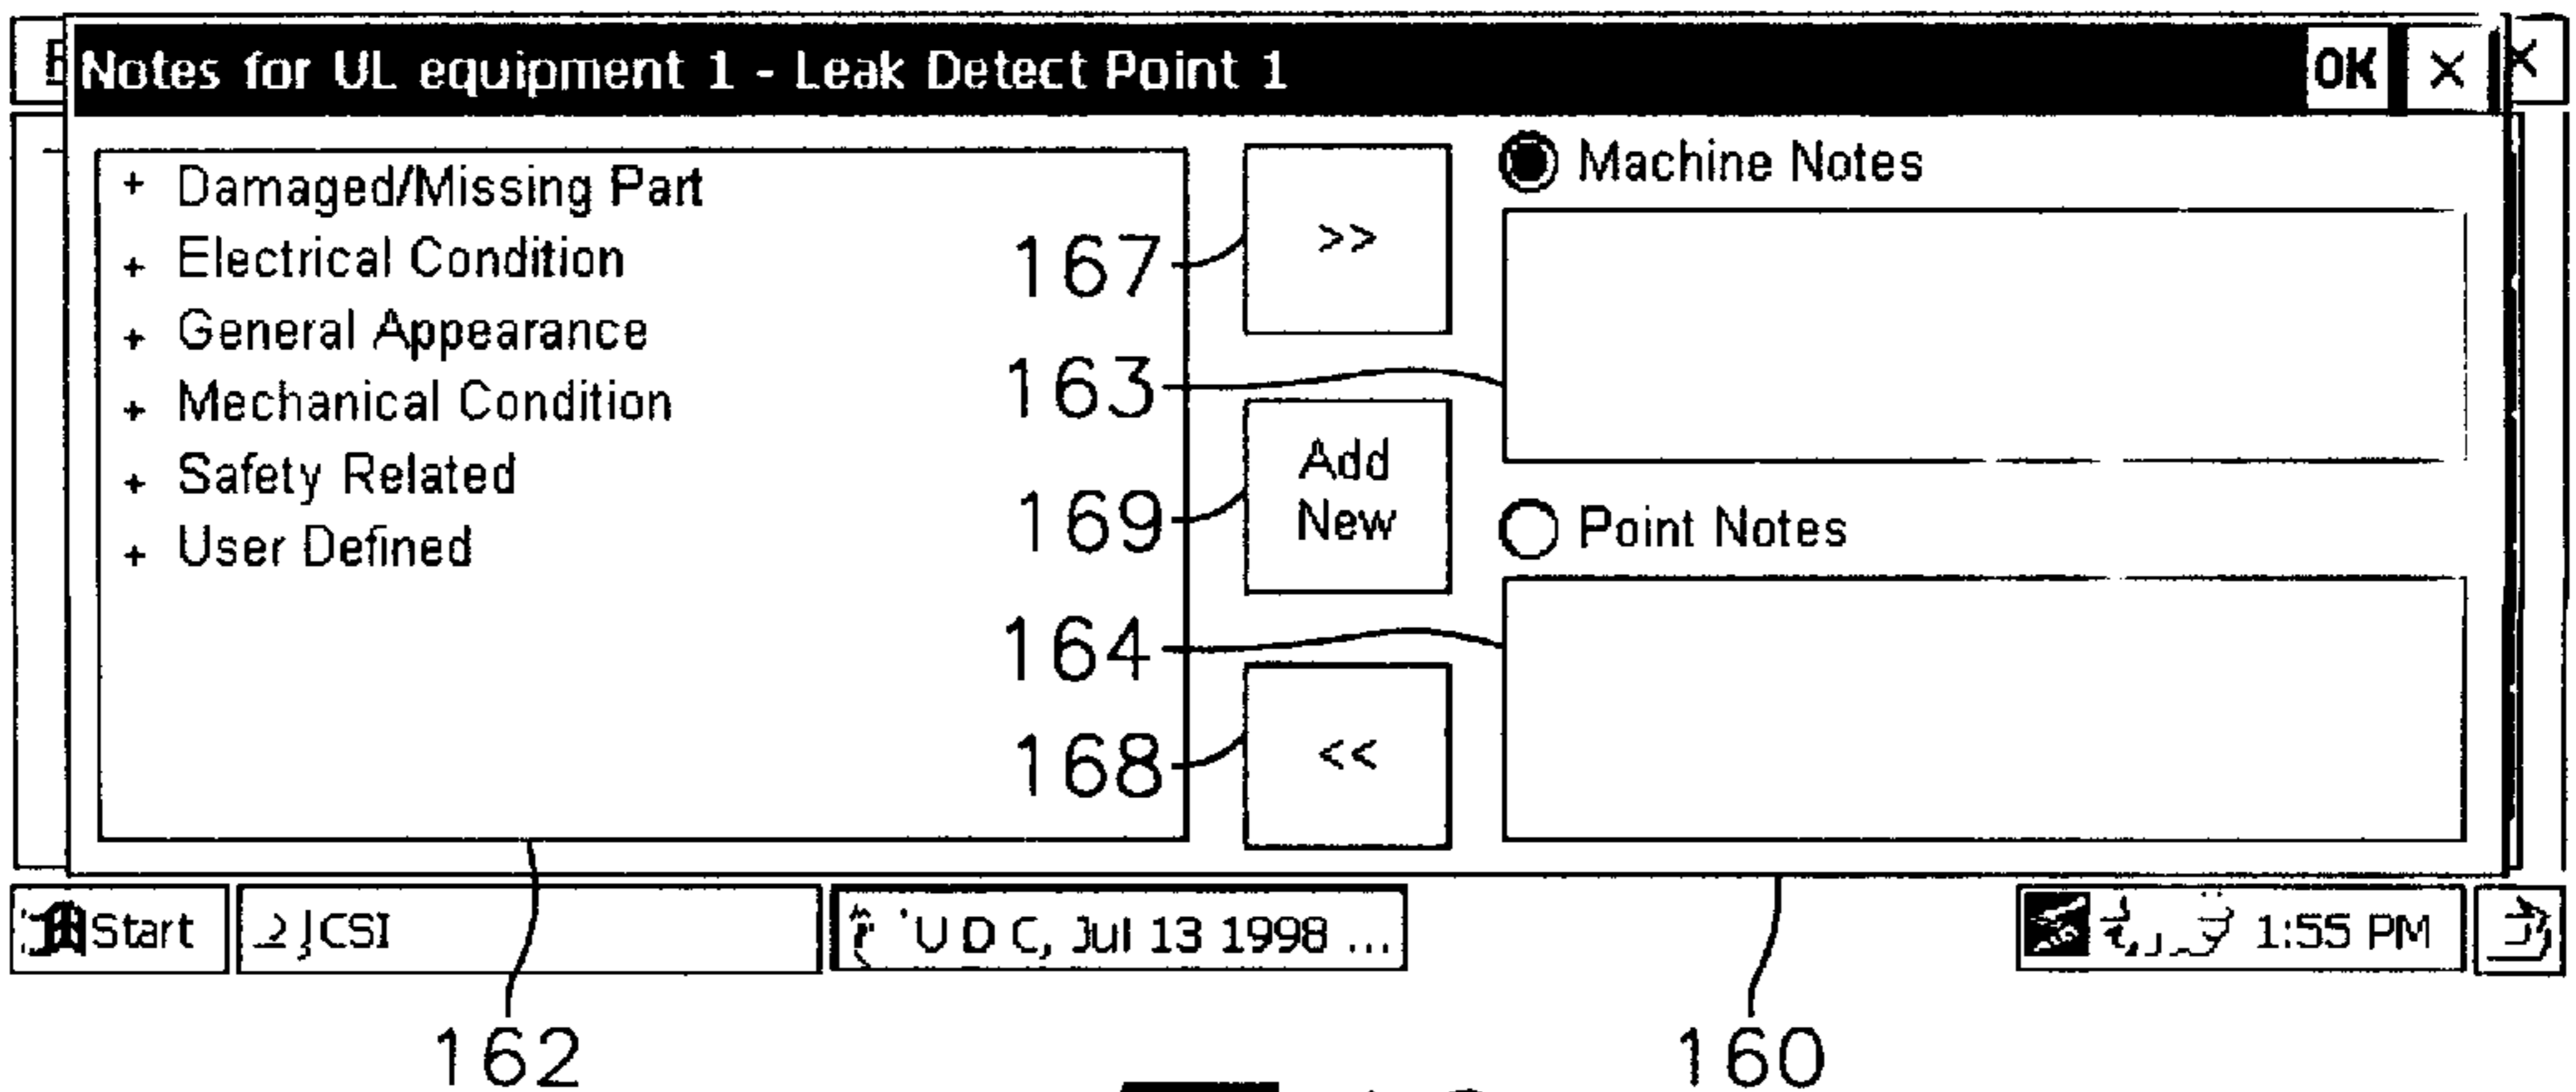 Notes for UL equipment 1 - Leak Detect Point 1 OK ×
×
+ Damaged/Missing Part
+ Electrical Condition
+ General Appearance
+ Mechanical Condition
+ Safety Related
+ User Defined
167
>>
163
169
Add
New
164
168
<<
Machine Notes
Point Notes
Start
CSI
U D C, Jul 13 1998 ...
1:55 PM
162
160